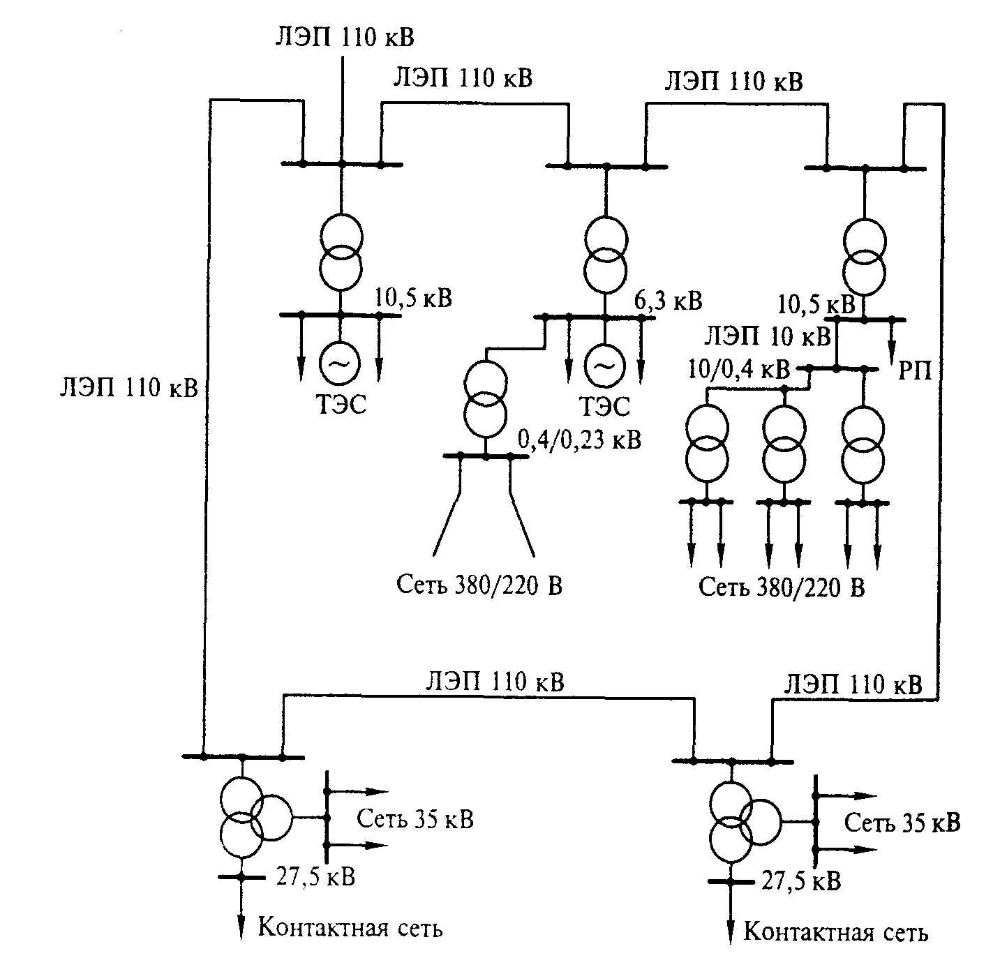 ЛЭП 110 кВ
ЛЭП 110 кВ
ЛЭП 110 кВ
10,5 кВ
6,3 кВ
10,5 кВ
ЛЭП 10 кВ
10/0,4 кВ
РП
ЛЭП 110 кВ
~
ТЭС
~
ТЭС
0,4/0,23 кВ
Сеть 380/220 В
Сеть 380/220 В
ЛЭП 110 кВ
ЛЭП 110 кВ
Сеть 35 кВ
Сеть 35 кВ
27,5 кВ
27,5 кВ
Контактная сеть
Контактная сеть